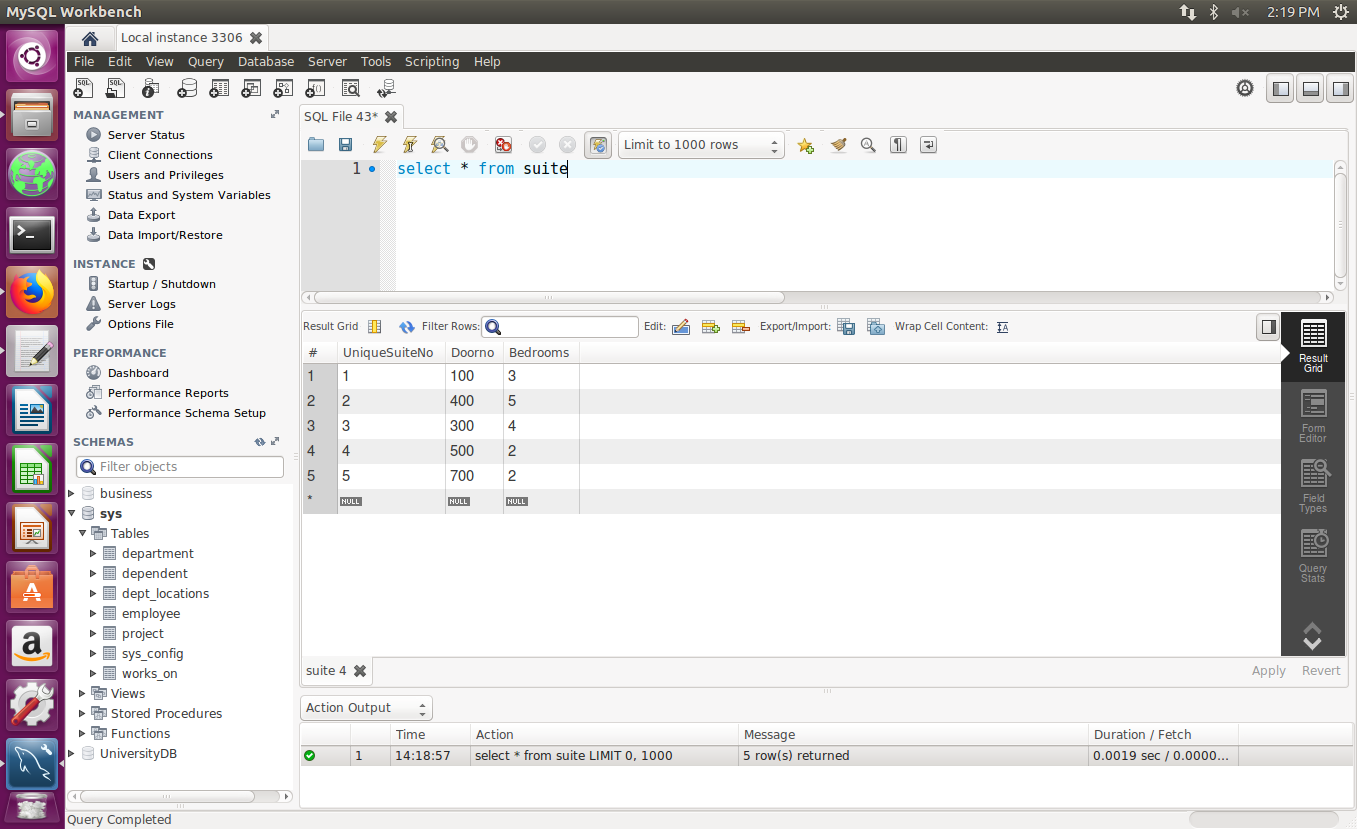 MySQL Workbench
2:19 PM
Local instance 3306
File Edit View Query Database Server Tools Scripting Help
MANAGEMENT
Server Status
Client Connections
Users and Privileges
Status and System Variables
Data Export
Data Import/Restore
INSTANCE
Startup / Shutdown
Server Logs
Options File
PERFORMANCE
Dashboard
Performance Reports
Performance Schema Setup
SCHEMAS
Filter objects
business
sys
Tables
department
dependent
dept_locations
employee
project
sys_config
works_on
Views
Stored Procedures
Functions
UniversityDB
SQL File 43*
Limit to 1000 rows
1 select * from suite
Result Grid Filter Rows: Edit: Export/Import: Wrap Cell Content:
# UniqueSuiteNo Doorno Bedrooms
1 1 100 3
2 2 400 5
3 3 300 4
4 4 500 2
5 5 700 2
* NULL NULL NULL
Result
Grid
Form
Editor
Field
Types
Query
Stats
suite 4
Apply Revert
Action Output
Time Action Message Duration / Fetch
1 14:18:57 select * from suite LIMIT 0, 1000 5 row(s) returned 0.0019 sec / 0.0000...
Query Completed